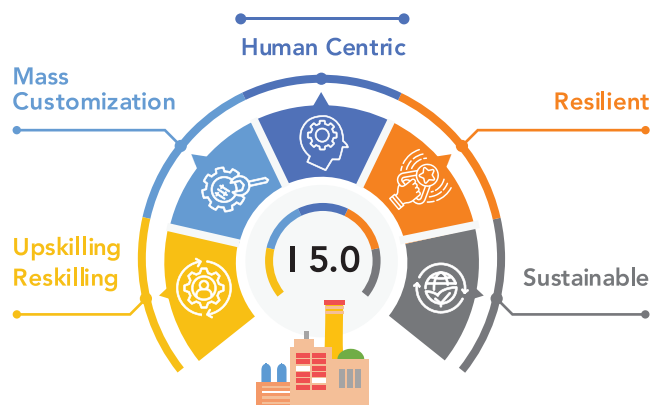 Human Centric
Mass
Customization
Resilient
Upskilling
Reskilling
I 5.0
Sustainable